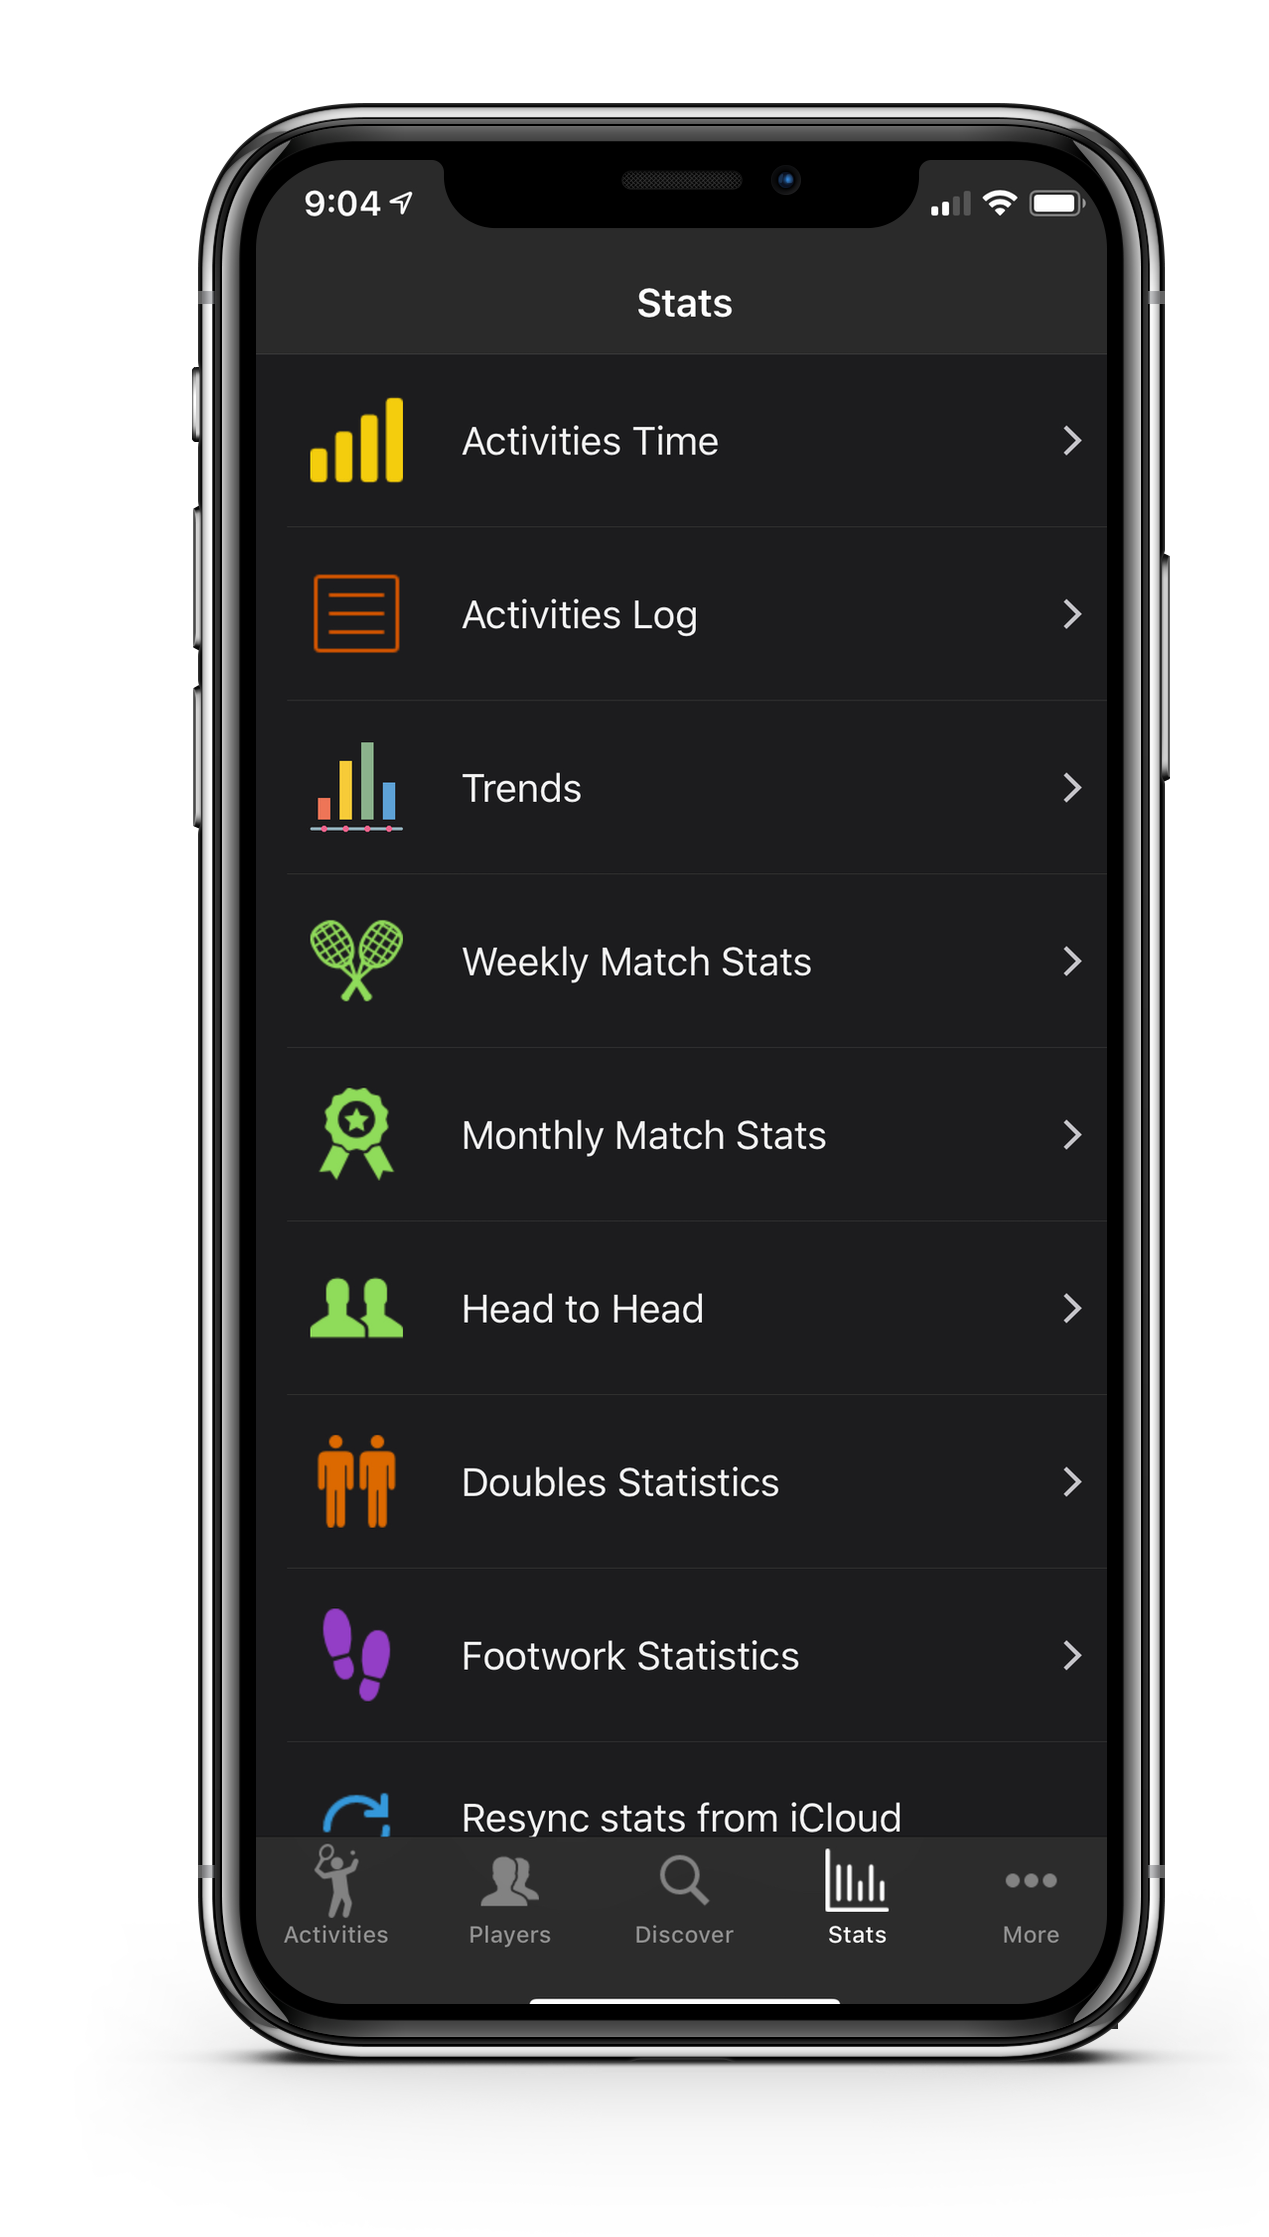 9:04
Stats
Activities Time
Activities Log
Trends
Weekly Match Stats
Monthly Match Stats
Head to Head
Doubles Statistics
Footwork Statistics
Resync stats from iCloud
Activities
Players
Discover
Stats
More